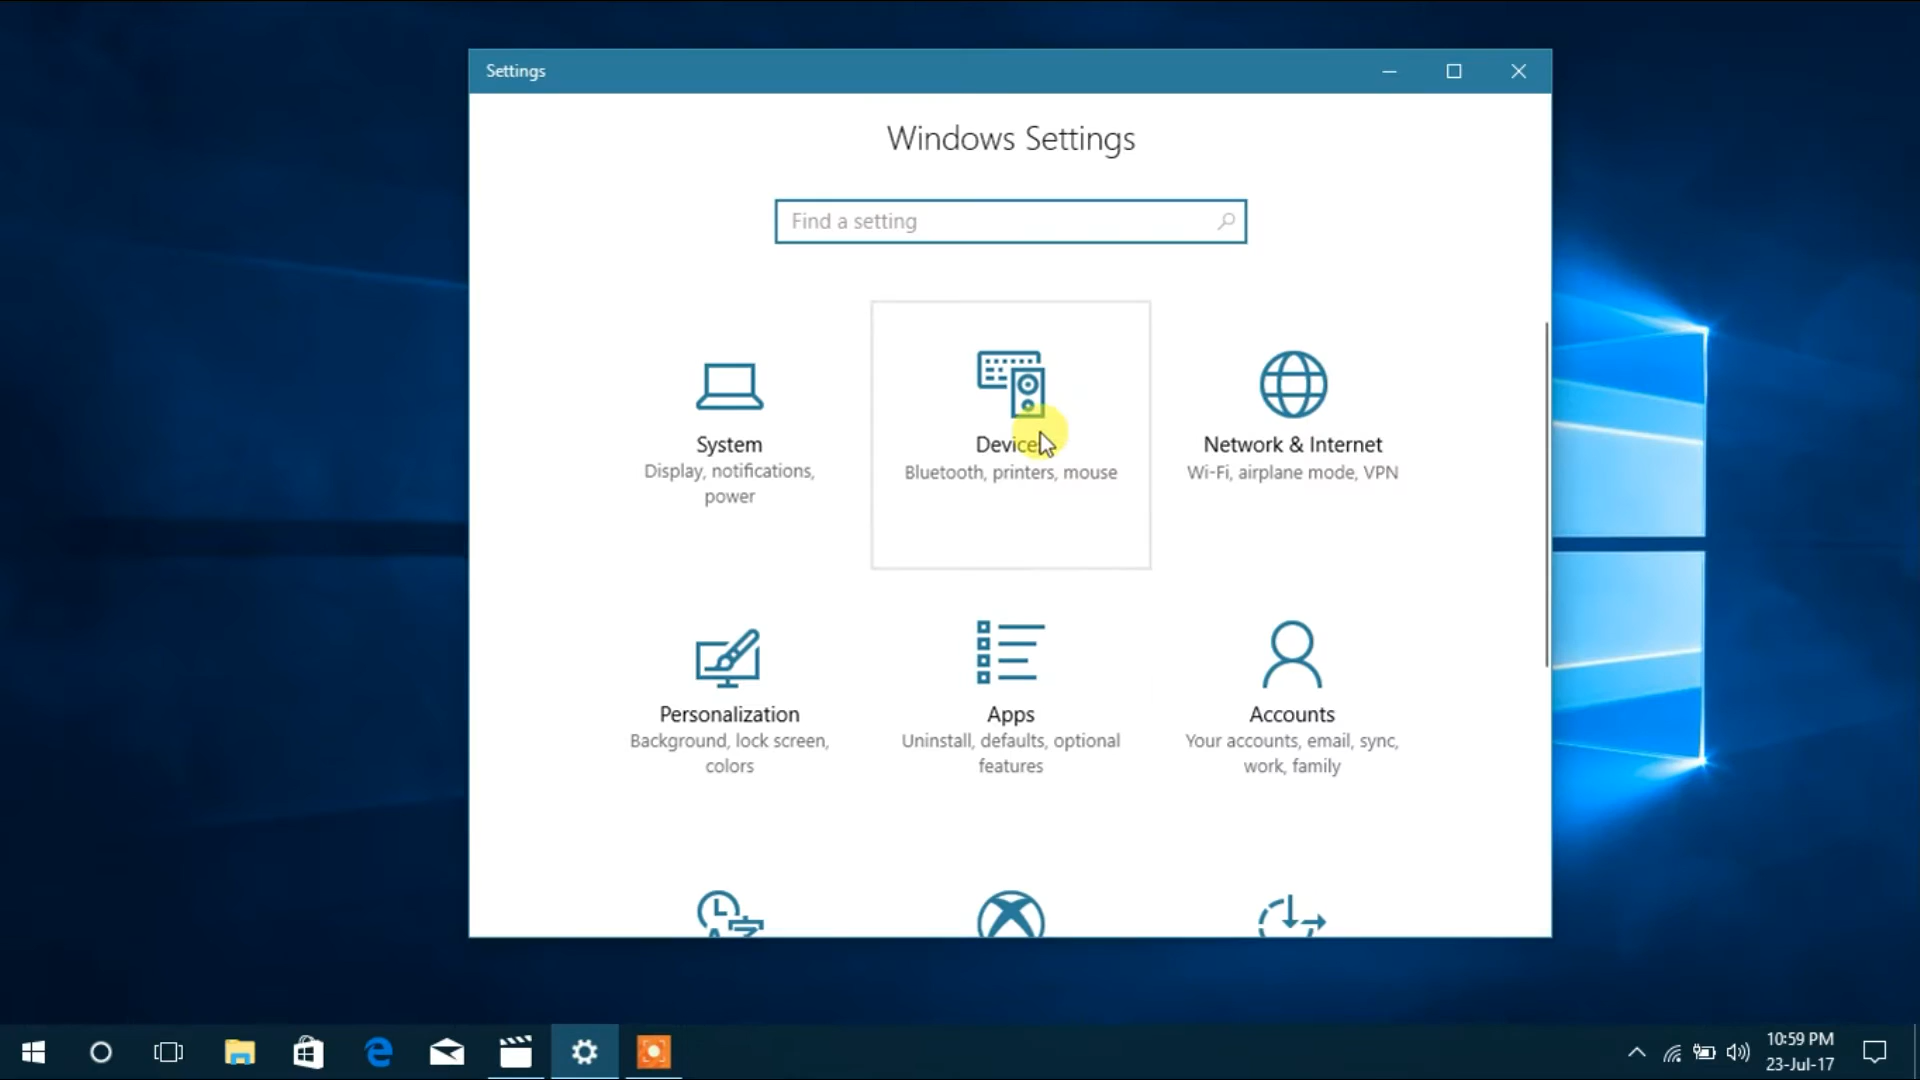 Settings
Windows Settings
Find a setting
System
Display, notifications,
power
Device
Bluetooth, printers, mouse
Network & Internet
Wi-Fi, airplane mode, VPN
Personalization
Background, lock screen,
colors
Apps
Uninstall, defaults, optional
features
Accounts
Your accounts, email, sync,
work, family
10:59 PM
23-Jul-17